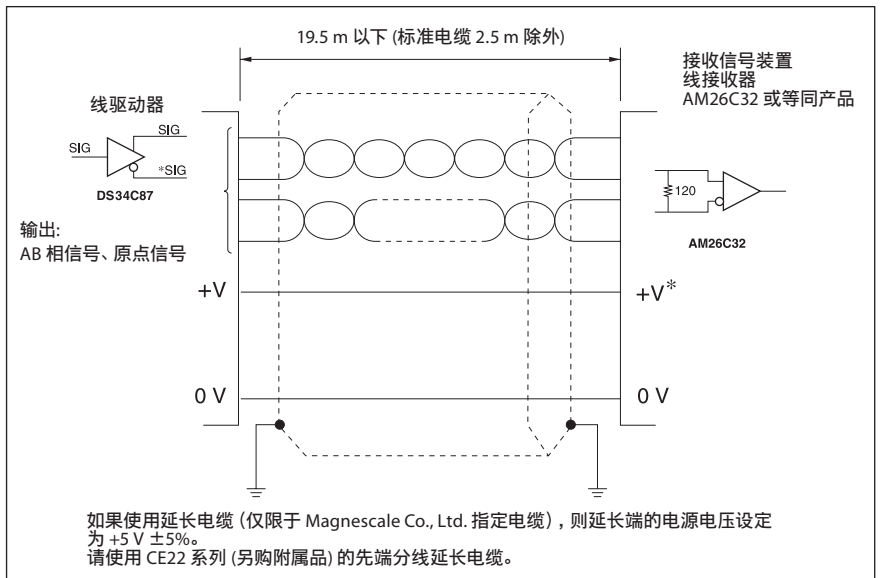 19.5 m 以下 (标准电缆 2.5 m 除外)
接收信号装置
线接收器
AM26C32 或等同产品
线驱动器
SIG
SIG
*SIG
DS34C87
120
AM26C32
输出:
AB 相信号、原点信号
+V
+V*
0 V
0 V
如果使用延长电缆 (仅限于 Magnescale Co., Ltd. 指定电缆) , 则延长端的电源电压设定
为 +5 V ±5%。
请使用 CE22 系列 (另购附属品) 的先端分线延长电缆。